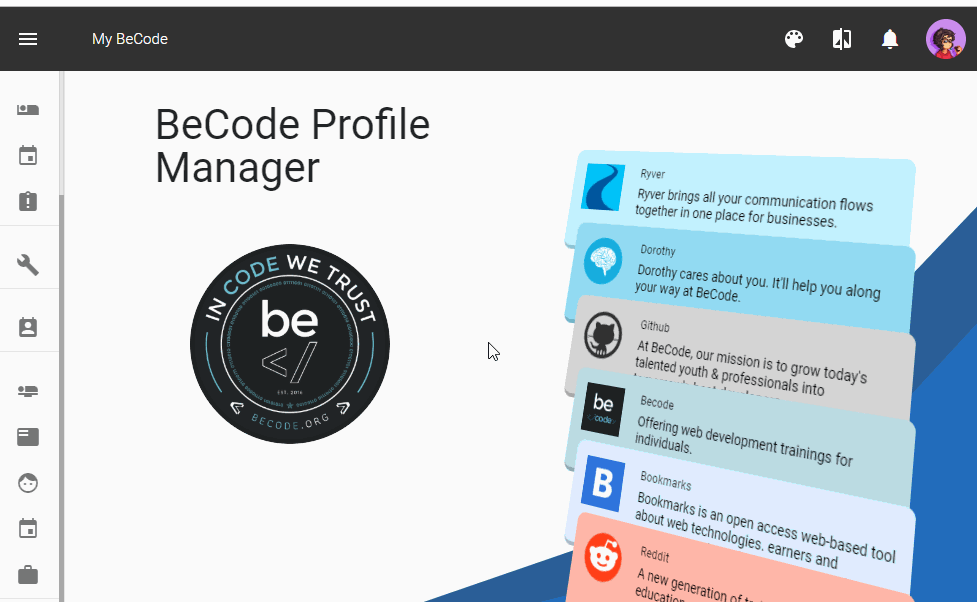 My BeCode
BeCode Profile
Manager
IN CODE WE TRUST
be
</
EST. 2016
BECODE.ORG
Ryver
Ryver brings all your communication flows
together in one place for businesses.
Dorothy
Dorothy cares about you. It'll help you along
your way at BeCode.
Github
At BeCode, our mission is to grow today's
talented youth & professionals into
be
code
Becode
Offering web development trainings for
individuals.
B
Bookmarks
Bookmarks is an open access web-based tool
about web technologies. earners and
Reddit
A new generation of